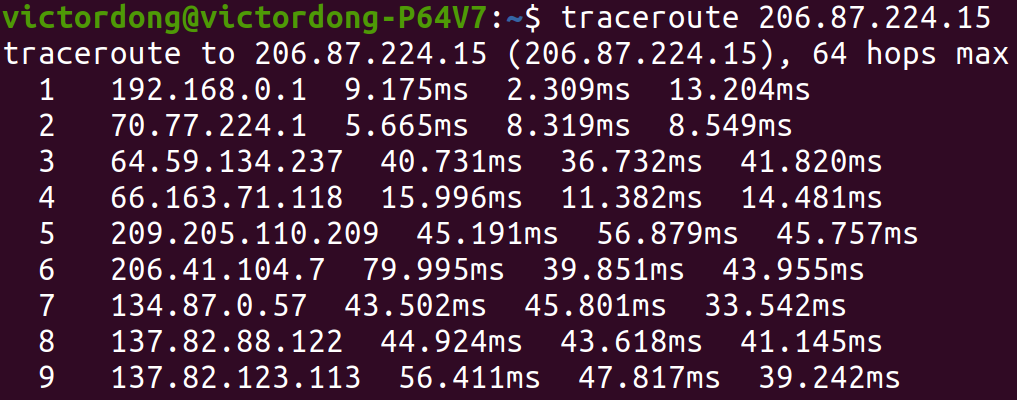 victordong@victordong-P64V7:~$ traceroute 206.87.224.15
traceroute to 206.87.224.15 (206.87.224.15), 64 hops max
1 192.168.0.1 9.175ms 2.309ms 13.204ms
2 70.77.224.1 5.665ms 8.319ms 8.549ms
3 64.59.134.237 40.731ms 36.732ms 41.820ms
4 66.163.71.118 15.996ms 11.382ms 14.481ms
5 209.205.110.209 45.191ms 56.879ms 45.757ms
6 206.41.104.7 79.995ms 39.851ms 43.955ms
7 134.87.0.57 43.502ms 45.801ms 33.542ms
8 137.82.88.122 44.924ms 43.618ms 41.145ms
9 137.82.123.113 56.411ms 47.817ms 39.242ms